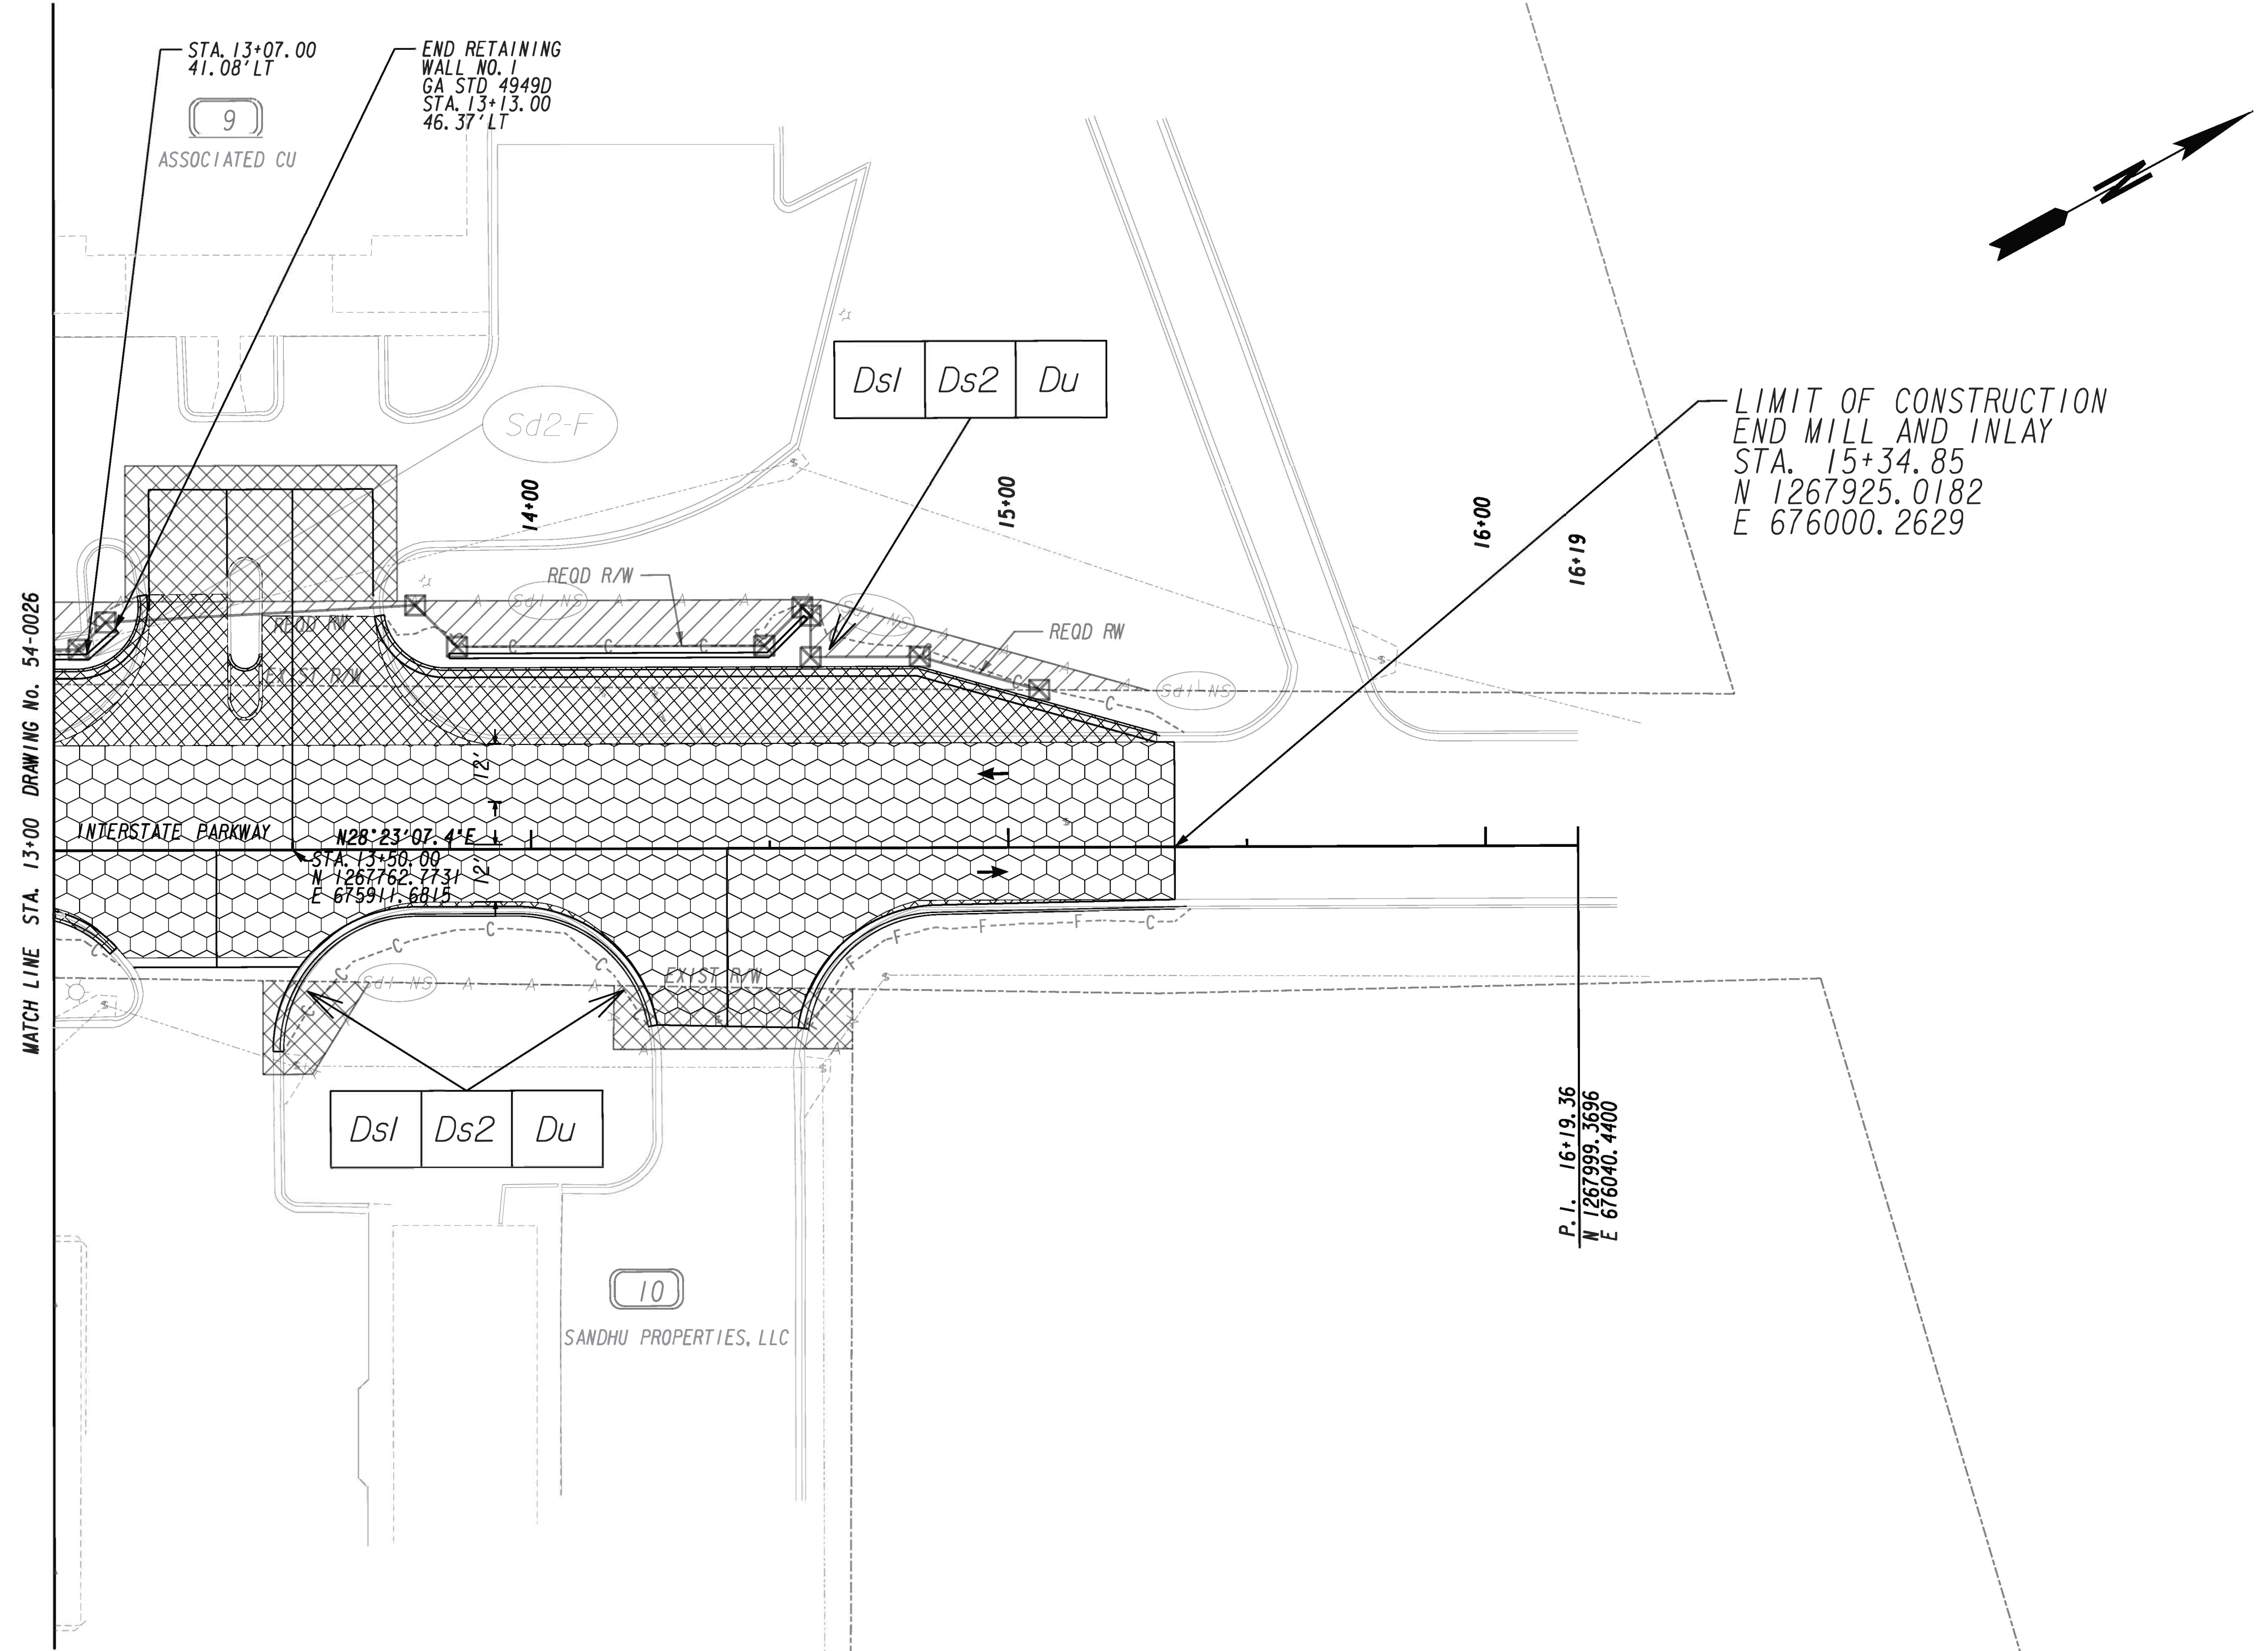 STA. 13+07.00
41.08' LT
END RETAINING
WALL NO. 1
GA STD 4949D
STA. 13+13.00
46.37' LT
9
ASSOCIATED CU
N
Ds1 Ds2 Du
Sd2-F
LIMIT OF CONSTRUCTION
END MILL AND INLAY
STA. 15+34.85
N 1267925.0182
E 676000.2629
14+00
15+00
16+00
16+19
REQD R/W
Sd1-NS
A A A A
Sd1-NS
REQD RW
REQD RW
C C C
EXIST R/W
A A A
C C
Sd1-NS
MATCH LINE STA. 13+00 DRAWING No. 54-0026
12'
INTERSTATE PARKWAY
N28°23'07.4"E
STA. 13+50.00
N 1267762.7731
E 675911.6815
12'
C C C C
F F F C
Sd1-NS
A A A
EXIST R/W
Ds1 Ds2 Du
P.I. 16+19.36
N 1267999.3696
E 676040.4400
10
SANDHU PROPERTIES, LLC